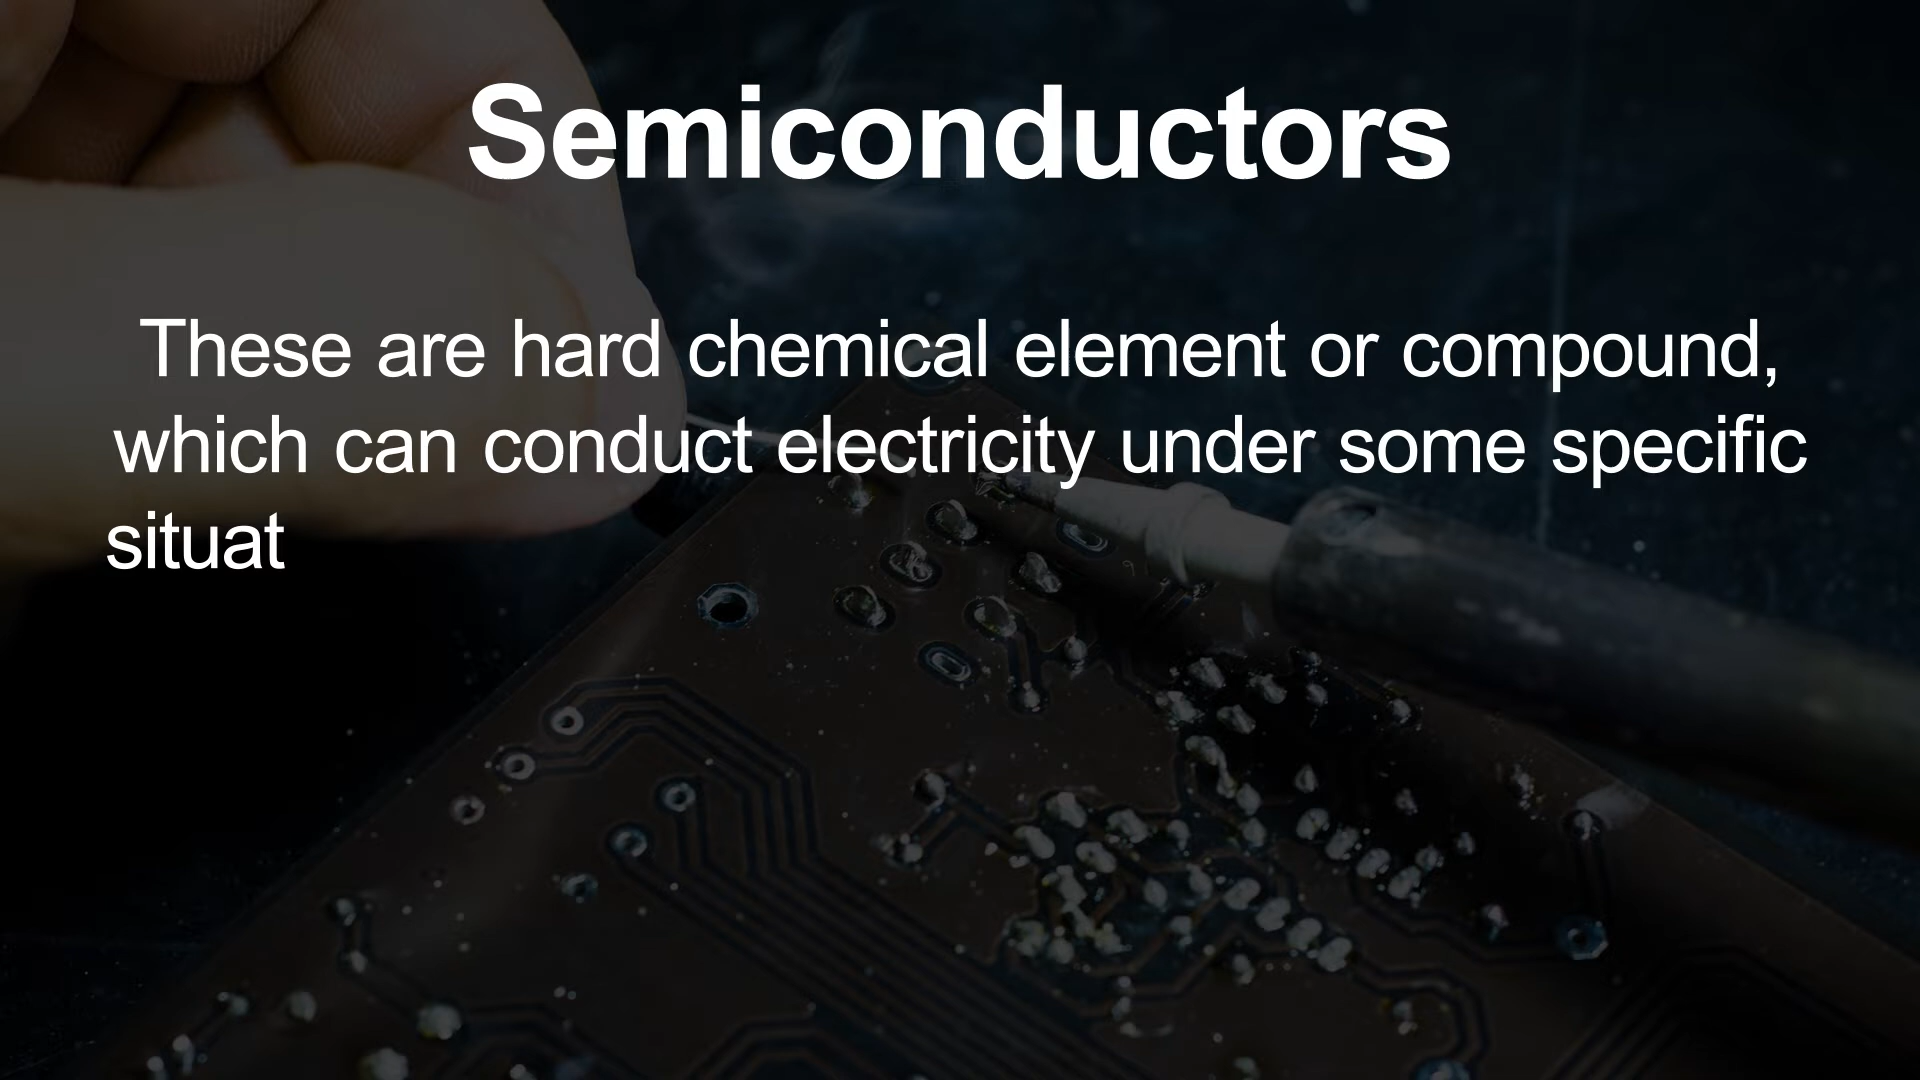 Semiconductors
These are hard chemical element or compound,
which can conduct electricity under some specific
situat